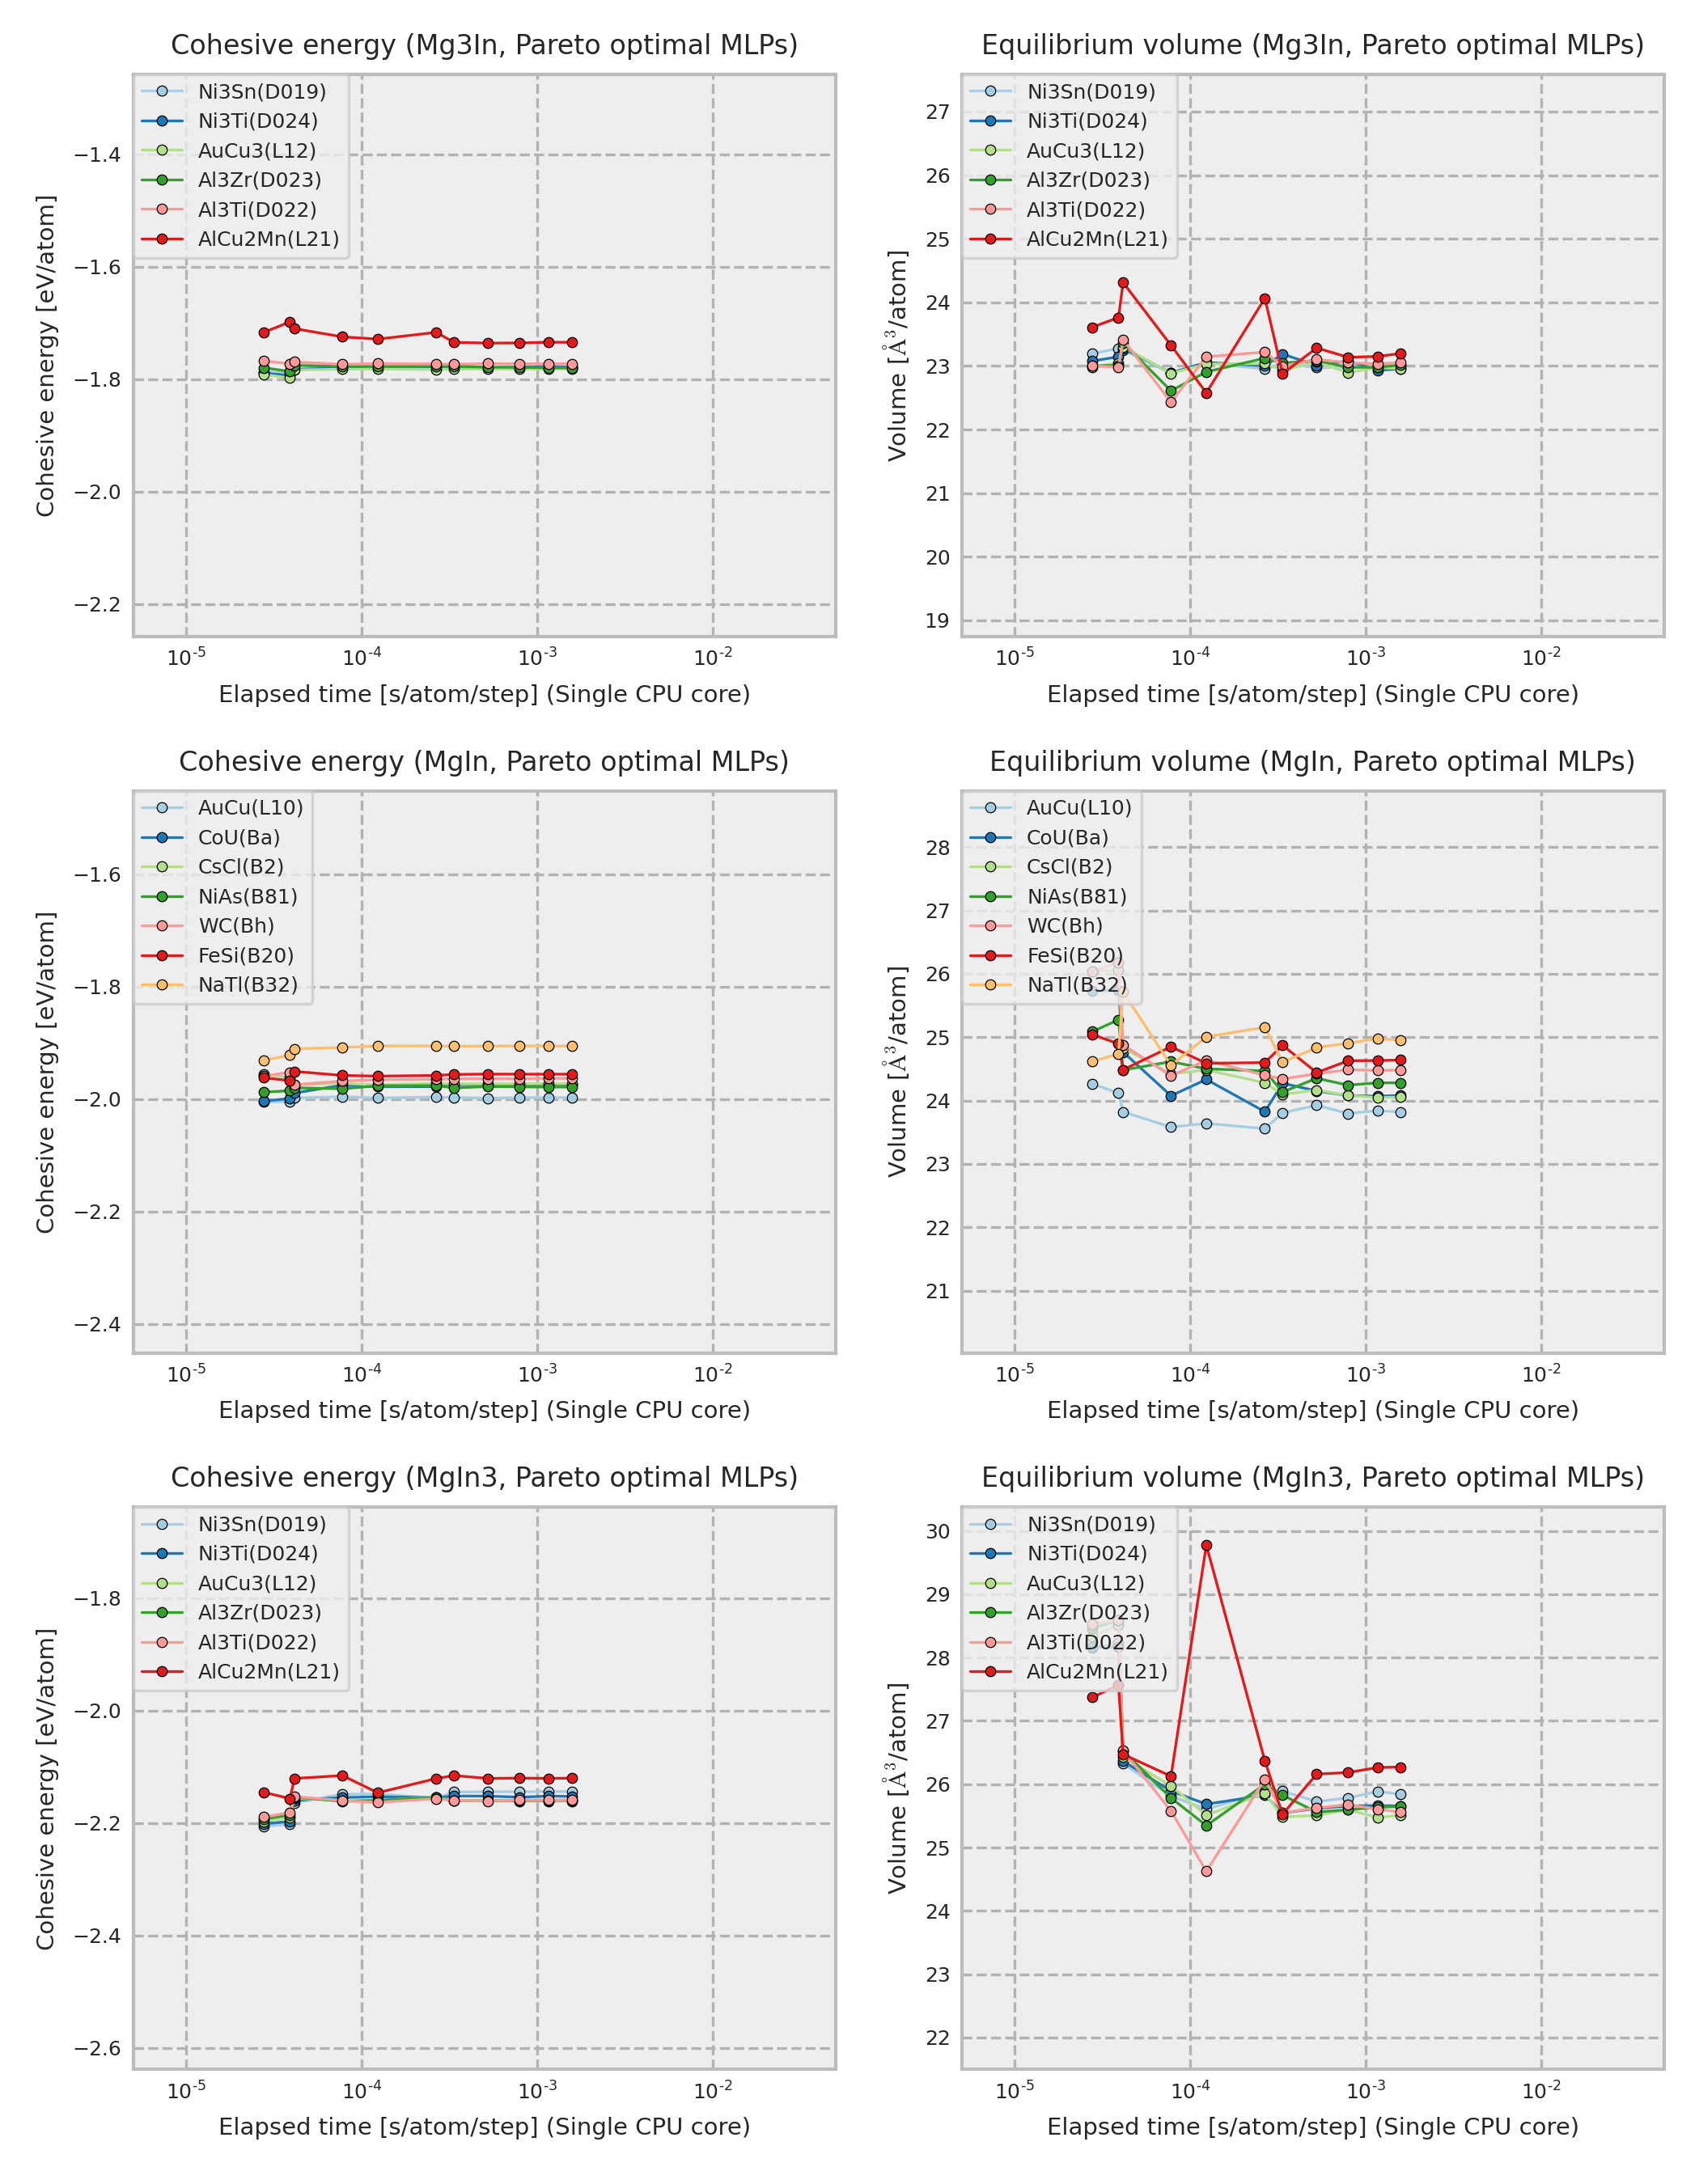 Cohesive energy (Mg3In, Pareto optimal MLPs)
Cohesive energy [eV/atom]
−1.4
−1.6
−1.8
−2.0
−2.2
Ni3Sn(D019)
Ni3Ti(D024)
AuCu3(L12)
Al3Zr(D023)
Al3Ti(D022)
AlCu2Mn(L21)
10⁻⁵ 10⁻⁴ 10⁻³ 10⁻²
Elapsed time [s/atom/step] (Single CPU core)
Equilibrium volume (Mg3In, Pareto optimal MLPs)
Volume [Å³/atom]
27
26
25
24
23
22
21
20
19
Ni3Sn(D019)
Ni3Ti(D024)
AuCu3(L12)
Al3Zr(D023)
Al3Ti(D022)
AlCu2Mn(L21)
10⁻⁵ 10⁻⁴ 10⁻³ 10⁻²
Elapsed time [s/atom/step] (Single CPU core)
Cohesive energy (MgIn, Pareto optimal MLPs)
Cohesive energy [eV/atom]
−1.6
−1.8
−2.0
−2.2
−2.4
AuCu(L10)
CoU(Ba)
CsCl(B2)
NiAs(B81)
WC(Bh)
FeSi(B20)
NaTl(B32)
10⁻⁵ 10⁻⁴ 10⁻³ 10⁻²
Elapsed time [s/atom/step] (Single CPU core)
Equilibrium volume (MgIn, Pareto optimal MLPs)
Volume [Å³/atom]
28
27
26
25
24
23
22
21
AuCu(L10)
CoU(Ba)
CsCl(B2)
NiAs(B81)
WC(Bh)
FeSi(B20)
NaTl(B32)
10⁻⁵ 10⁻⁴ 10⁻³ 10⁻²
Elapsed time [s/atom/step] (Single CPU core)
Cohesive energy (MgIn3, Pareto optimal MLPs)
Cohesive energy [eV/atom]
−1.8
−2.0
−2.2
−2.4
−2.6
Ni3Sn(D019)
Ni3Ti(D024)
AuCu3(L12)
Al3Zr(D023)
Al3Ti(D022)
AlCu2Mn(L21)
10⁻⁵ 10⁻⁴ 10⁻³ 10⁻²
Elapsed time [s/atom/step] (Single CPU core)
Equilibrium volume (MgIn3, Pareto optimal MLPs)
Volume [Å³/atom]
30
29
28
27
26
25
24
23
22
Ni3Sn(D019)
Ni3Ti(D024)
AuCu3(L12)
Al3Zr(D023)
Al3Ti(D022)
AlCu2Mn(L21)
10⁻⁵ 10⁻⁴ 10⁻³ 10⁻²
Elapsed time [s/atom/step] (Single CPU core)